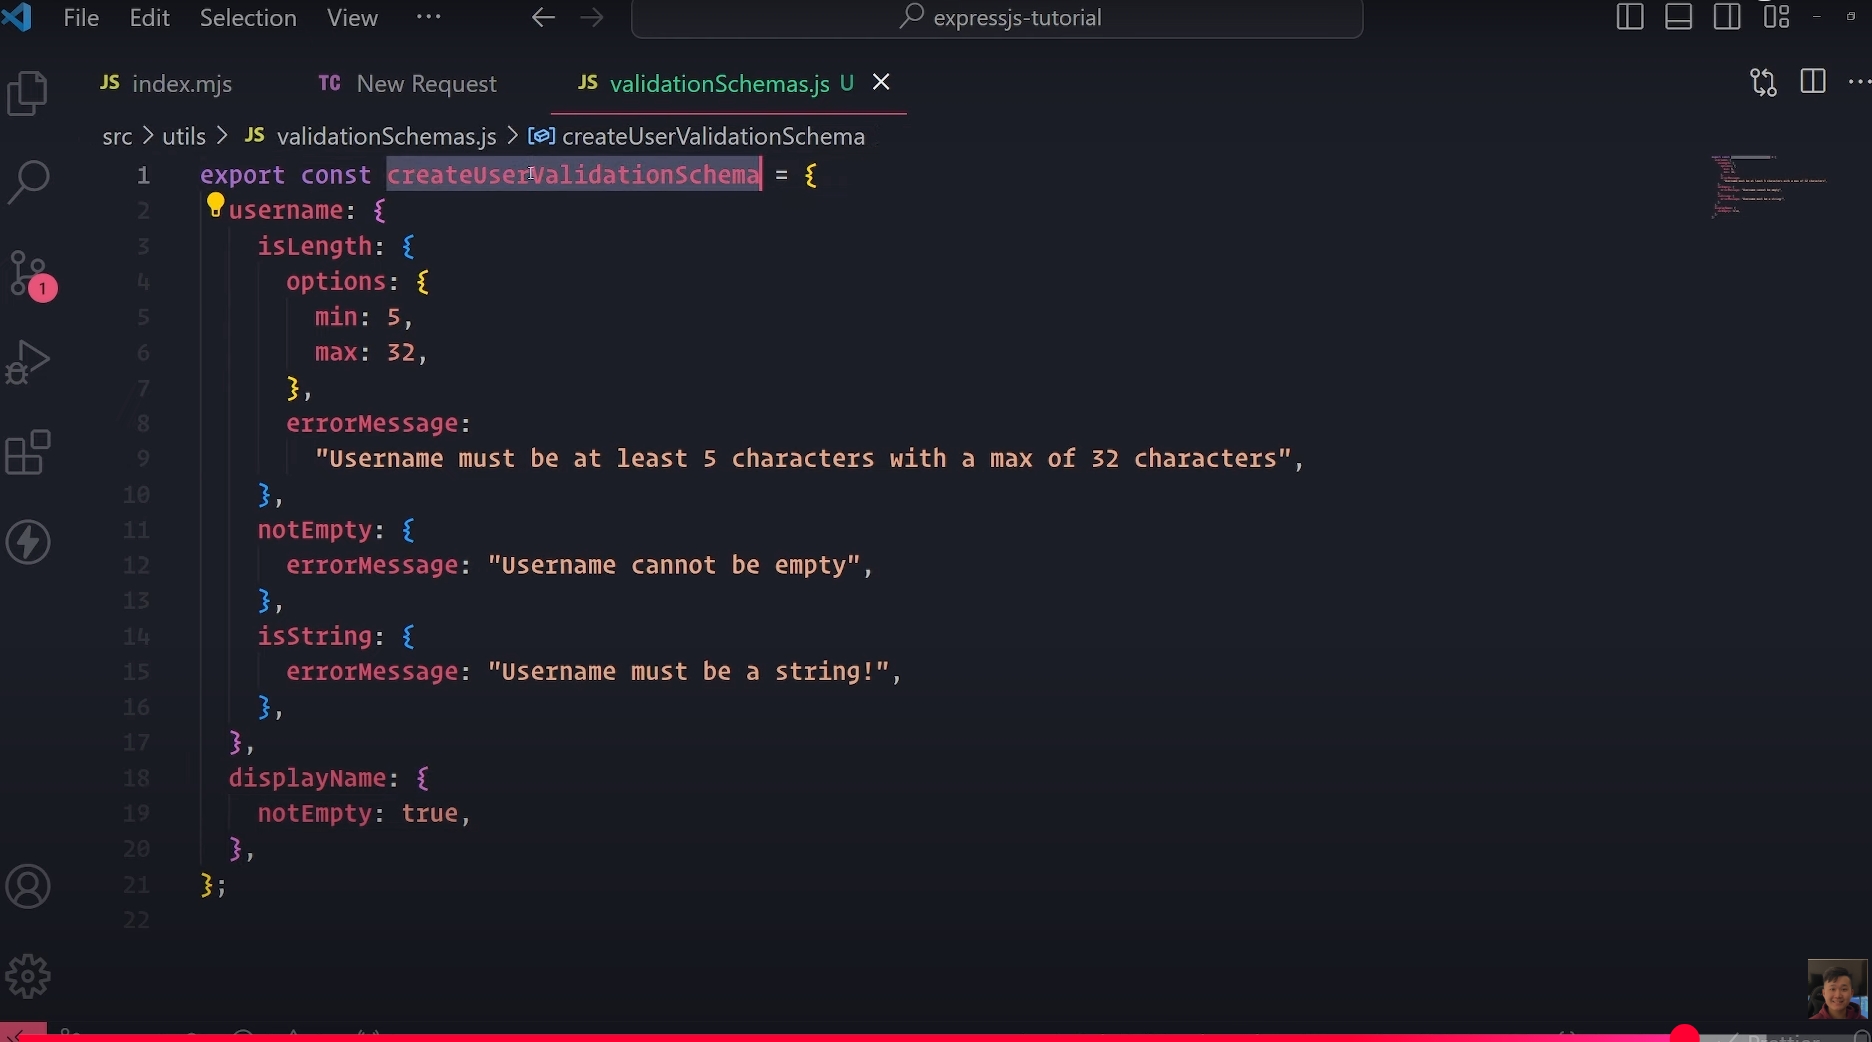 File Edit Selection View ··· expressjs-tutorial
JS index.mjs TC New Request JS validationSchemas.js U
src > utils > JS validationSchemas.js > createUserValidationSchema
1 export const createUserValidationSchema = {
2 username: {
3 isLength: {
4 options: {
5 min: 5,
6 max: 32,
7 },
8 errorMessage:
9 "Username must be at least 5 characters with a max of 32 characters",
10 },
11 notEmpty: {
12 errorMessage: "Username cannot be empty",
13 },
14 isString: {
15 errorMessage: "Username must be a string!",
16 },
17 },
18 displayName: {
19 notEmpty: true,
20 },
21 };
22
1